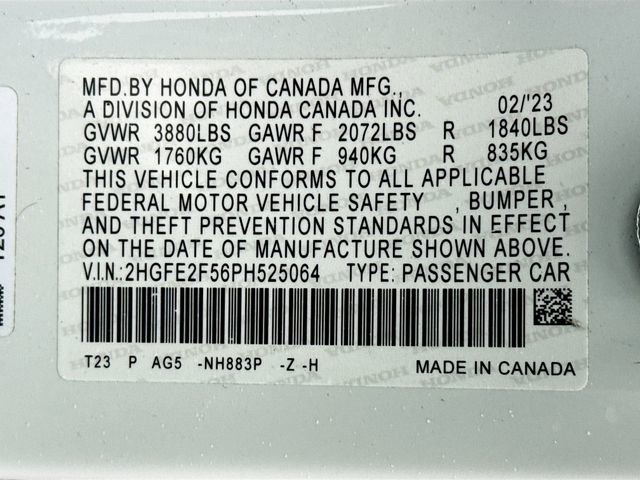 MFD.BY HONDA OF CANADA MFG.,
A DIVISION OF HONDA CANADA INC. 02/'23
GVWR 3880LBS GAWR F 2072LBS R 1840LBS
GVWR 1760KG GAWR F 940KG R 835KG
THIS VEHICLE CONFORMS TO ALL APPLICABLE
FEDERAL MOTOR VEHICLE SAFETY , BUMPER ,
AND THEFT PREVENTION STANDARDS IN EFFECT
ON THE DATE OF MANUFACTURE SHOWN ABOVE.
V.I.N.:2HGFE2F56PH525064 TYPE: PASSENGER CAR
T23 P AG5 -NH883P -Z -H MADE IN CANADA